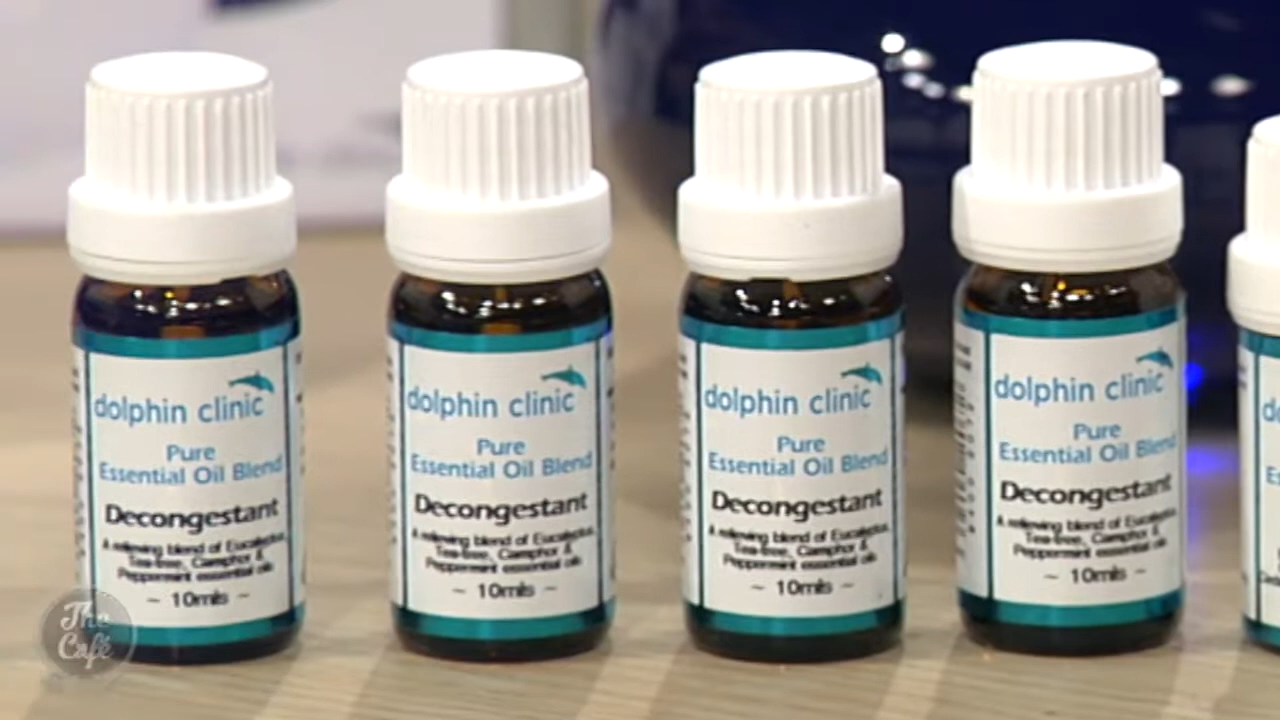 dolphin clinic
Pure
Essential Oil Blend
Decongestant
A relieving blend of Eucalyptus,
Tea-tree, Camphor &
Peppermint essential oils
~ 10mls ~
dolphin clinic
Pure
Essential Oil Blend
Decongestant
A relieving blend of Eucalyptus,
Tea-tree, Camphor &
Peppermint essential oils
~ 10mls ~
dolphin clinic
Pure
Essential Oil Blend
Decongestant
A relieving blend of Eucalyptus,
Tea-tree, Camphor &
Peppermint essential oils
~ 10mls ~
dolphin clinic
Pure
Essential Oil Blend
Decongestant
A relieving blend of Eucalyptus,
Tea-tree, Camphor &
Peppermint essential oils
~ 10mls ~
The
Café